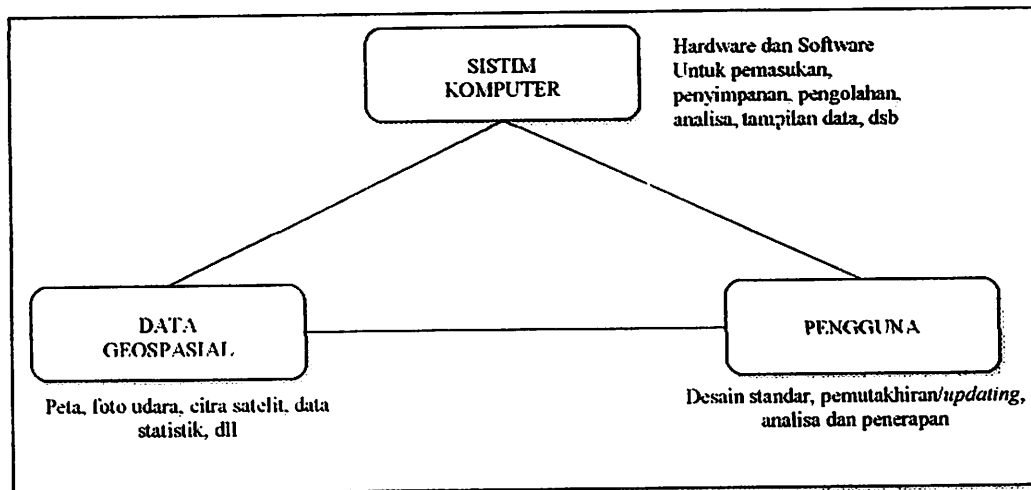 SISTIM
KOMPUTER
Hardware dan Software
Untuk pemasukan,
penyimpanan, pengolahan,
analisa, tampilan data, dsb
DATA
GEOSPASIAL
Peta, foto udara, citra satelit, data
statistik, dll
PENGGUNA
Desain standar, pemutakhiran/updating,
analisa dan penerapan